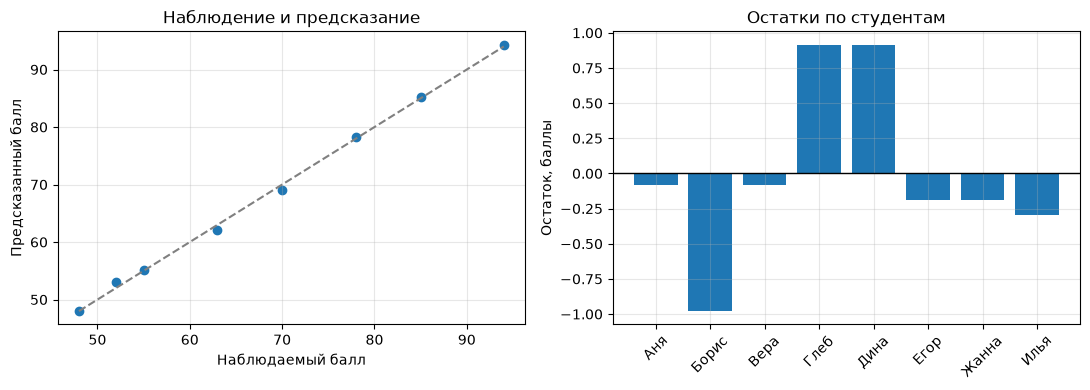 Наблюдение и предсказание
Предсказанный балл
90
80
70
60
50
50 60 70 80 90
Наблюдаемый балл
Остатки по студентам
Остаток, баллы
1.00
0.75
0.50
0.25
0.00
−0.25
−0.50
−0.75
−1.00
Аня Борис Вера Глеб Дина Егор Жанна Илья